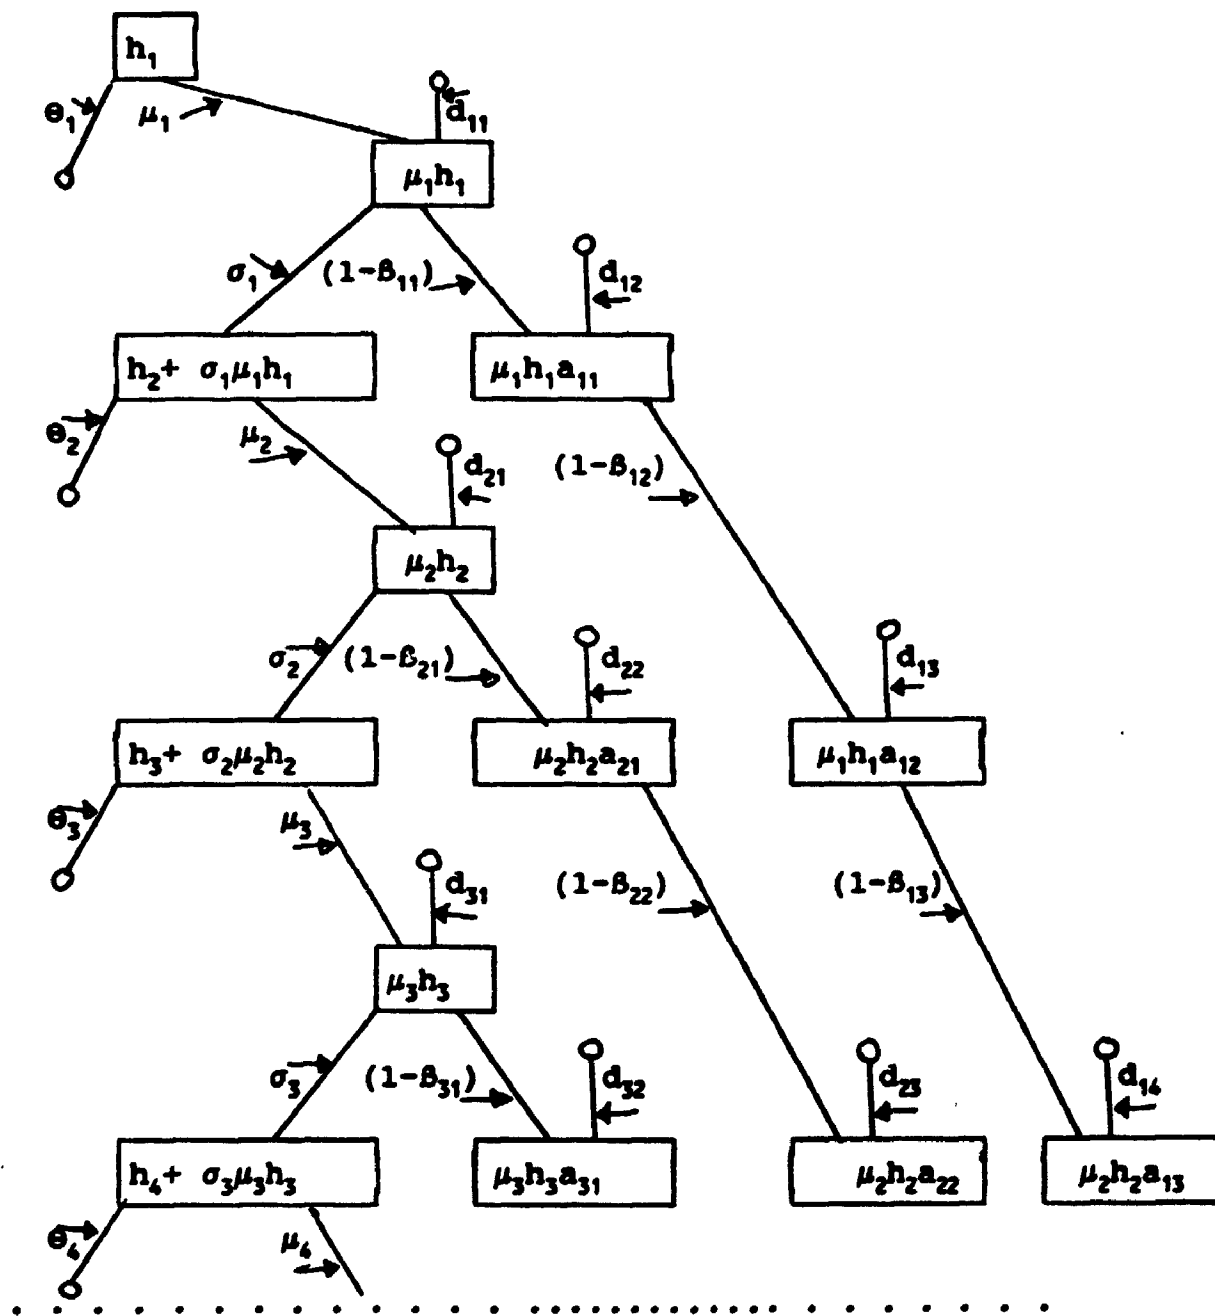 h₁
θ₁ μ₁ d₁₁
μ₁h₁
σ₁ (1-β₁₁) d₁₂
h₂+ σ₁μ₁h₁ μ₁h₁a₁₁
θ₂ μ₂ d₂₁ (1-β₁₂)
μ₂h₂
σ₂ (1-β₂₁) d₂₂ d₁₃
h₃+ σ₂μ₂h₂ μ₂h₂a₂₁ μ₁h₁a₁₂
θ₃ μ₃ d₃₁ (1-β₂₂) (1-β₁₃)
μ₃h₃
σ₃ (1-β₃₁) d₃₂ d₂₃ d₁₄
h₄+ σ₃μ₃h₃ μ₃h₃a₃₁ μ₂h₂a₂₂ μ₂h₂a₁₃
θ₄ μ₄